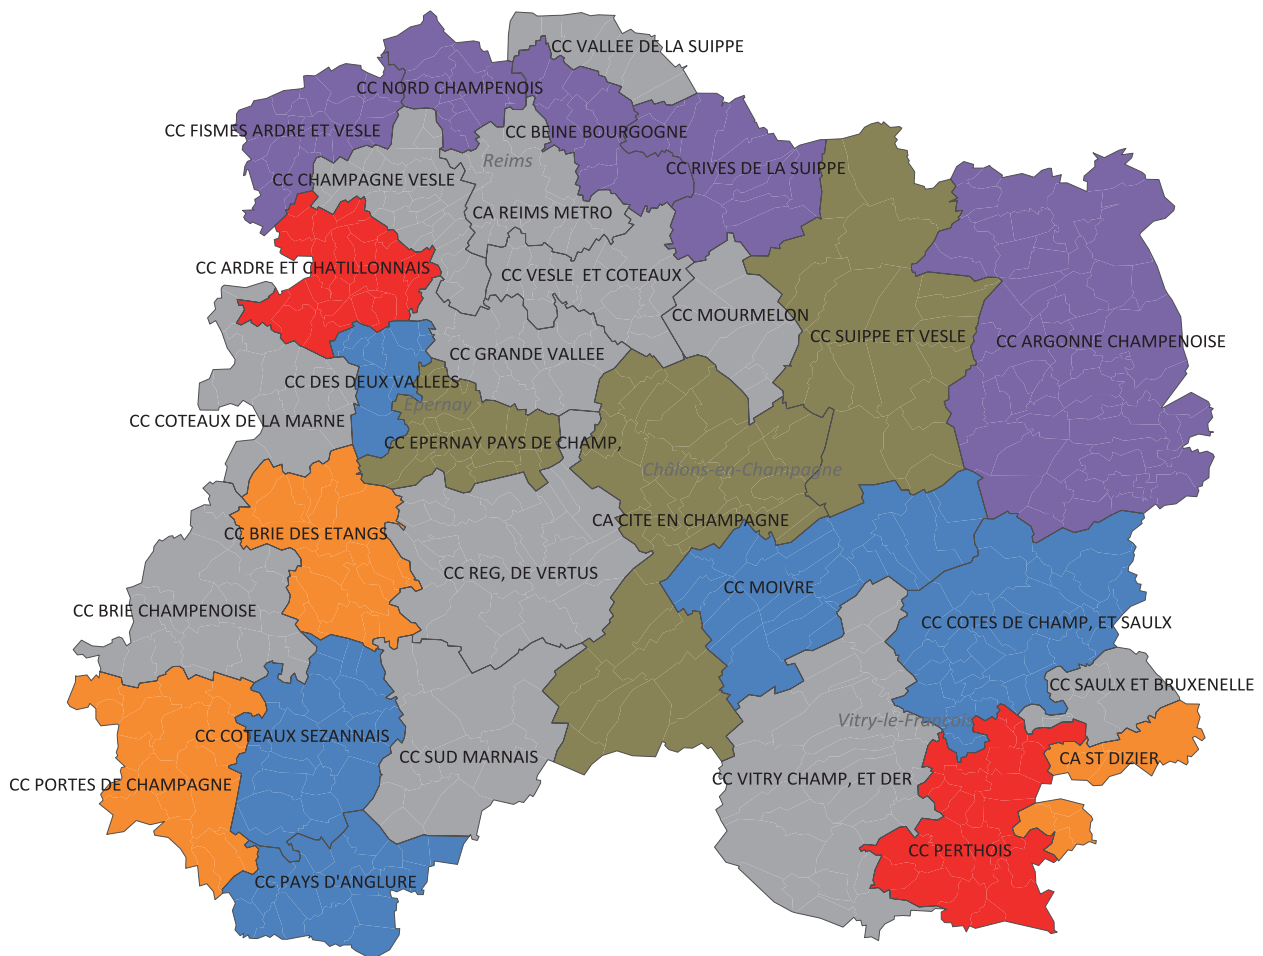 CC VALLEE DE LA SUIPPE
CC NORD CHAMPENOIS
CC FISMES ARDRE ET VESLE
CC BEINE BOURGOGNE
Reims
CC RIVES DE LA SUIPPE
CC CHAMPAGNE VESLE
CA REIMS METRO
CC ARDRE ET CHATILLONNAIS
CC VESLE ET COTEAUX
CC MOURMELON
CC SUIPPE ET VESLE
CC ARGONNE CHAMPENOISE
CC GRANDE VALLEE
CC DES DEUX VALLEES
Epernay
CC COTEAUX DE LA MARNE
CC EPERNAY PAYS DE CHAMP,
Châlons-en-Champagne
CA CITE EN CHAMPAGNE
CC BRIE DES ETANGS
CC REG, DE VERTUS
CC MOIVRE
CC BRIE CHAMPENOISE
CC COTES DE CHAMP, ET SAULX
CC SAULX ET BRUXENELLE
Vitry-le-François
CC COTEAUX SEZANNAIS
CC SUD MARNAIS
CA ST DIZIER
CC PORTES DE CHAMPAGNE
CC VITRY CHAMP, ET DER
CC PERTHOIS
CC PAYS D'ANGLURE